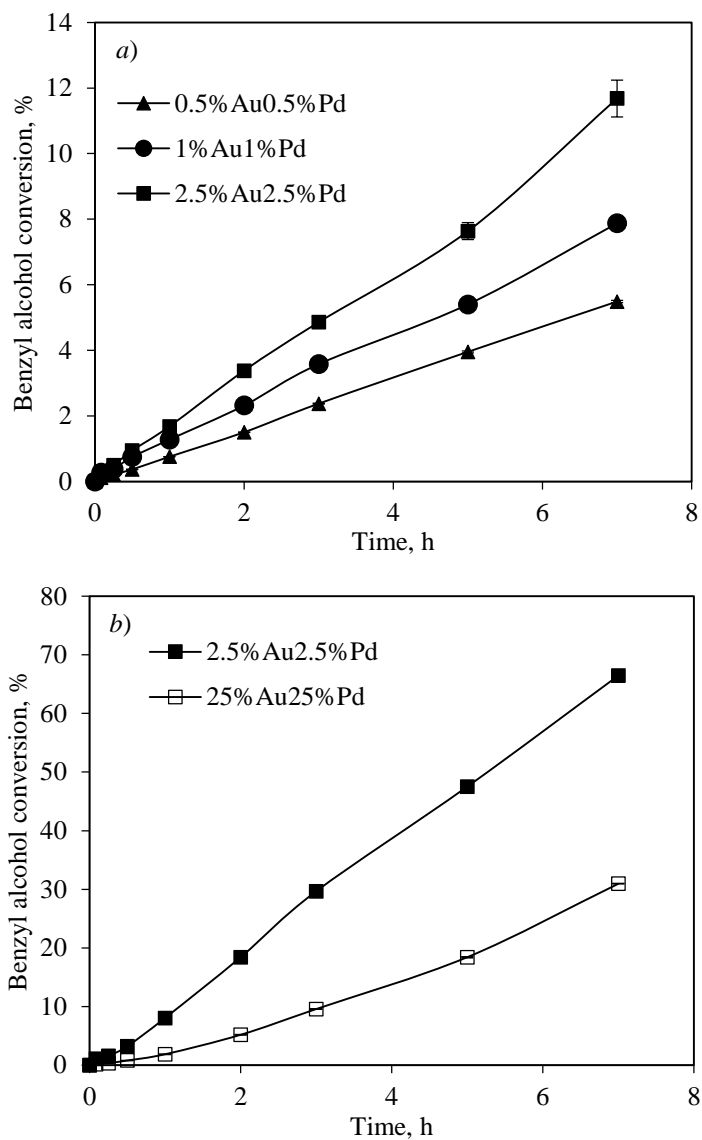 a)
0.5%Au0.5%Pd
1%Au1%Pd
2.5%Au2.5%Pd
Benzyl alcohol conversion, %
14
12
10
8
6
4
2
0
0 2 4 6 8
Time, h
b)
2.5%Au2.5%Pd
25%Au25%Pd
Benzyl alcohol conversion, %
80
70
60
50
40
30
20
10
0
0 2 4 6 8
Time, h